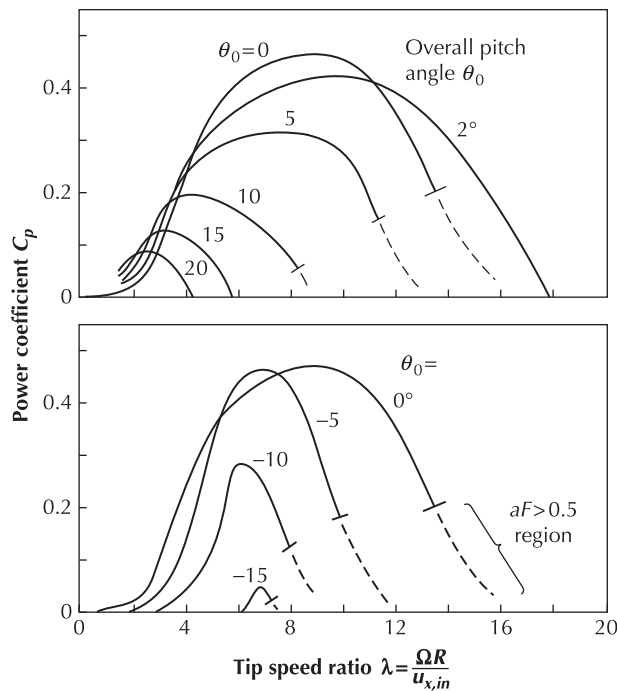 θ₀=0
Overall pitch
angle θ₀
0.4
2°
5
0.2
10
15
20
0
Power coefficient Cₚ
θ₀=
0°
0.4
−5
−10
0.2
aF>0.5
region
−15
0
0
4
8
12
16
20
Tip speed ratio λ = ΩR/uₓ,ᵢₙ